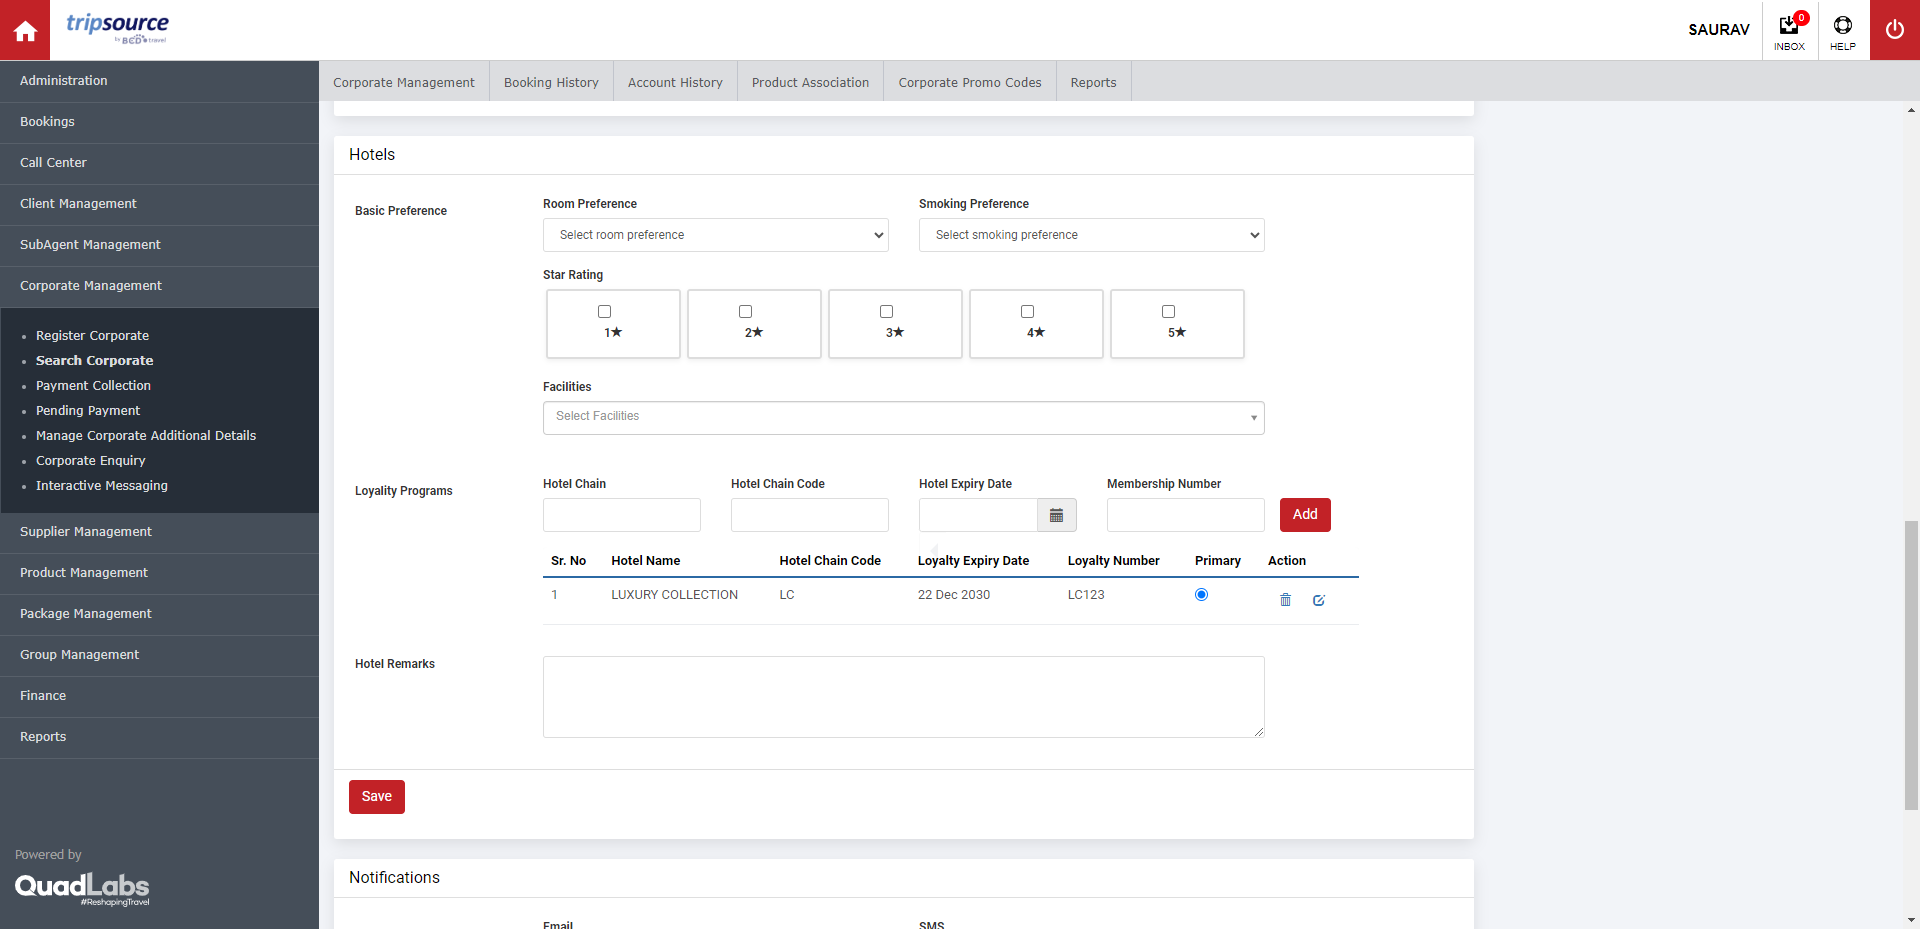 tripsource
by BCD travel
SAURAV
0
INBOX
HELP
Administration
Bookings
Call Center
Client Management
SubAgent Management
Corporate Management
Register Corporate
Search Corporate
Payment Collection
Pending Payment
Manage Corporate Additional Details
Corporate Enquiry
Interactive Messaging
Supplier Management
Product Management
Package Management
Group Management
Finance
Reports
Powered by
QuadLabs
#ReshapingTravel
Corporate Management Booking History Account History Product Association Corporate Promo Codes Reports
Hotels
Basic Preference
Room Preference Smoking Preference
Select room preference Select smoking preference
Star Rating
1★ 2★ 3★ 4★ 5★
Facilities
Select Facilities
Loyality Programs
Hotel Chain Hotel Chain Code Hotel Expiry Date Membership Number
Add
Sr. No Hotel Name Hotel Chain Code Loyalty Expiry Date Loyalty Number Primary Action
1 LUXURY COLLECTION LC 22 Dec 2030 LC123
Hotel Remarks
Save
Notifications
Email SMS